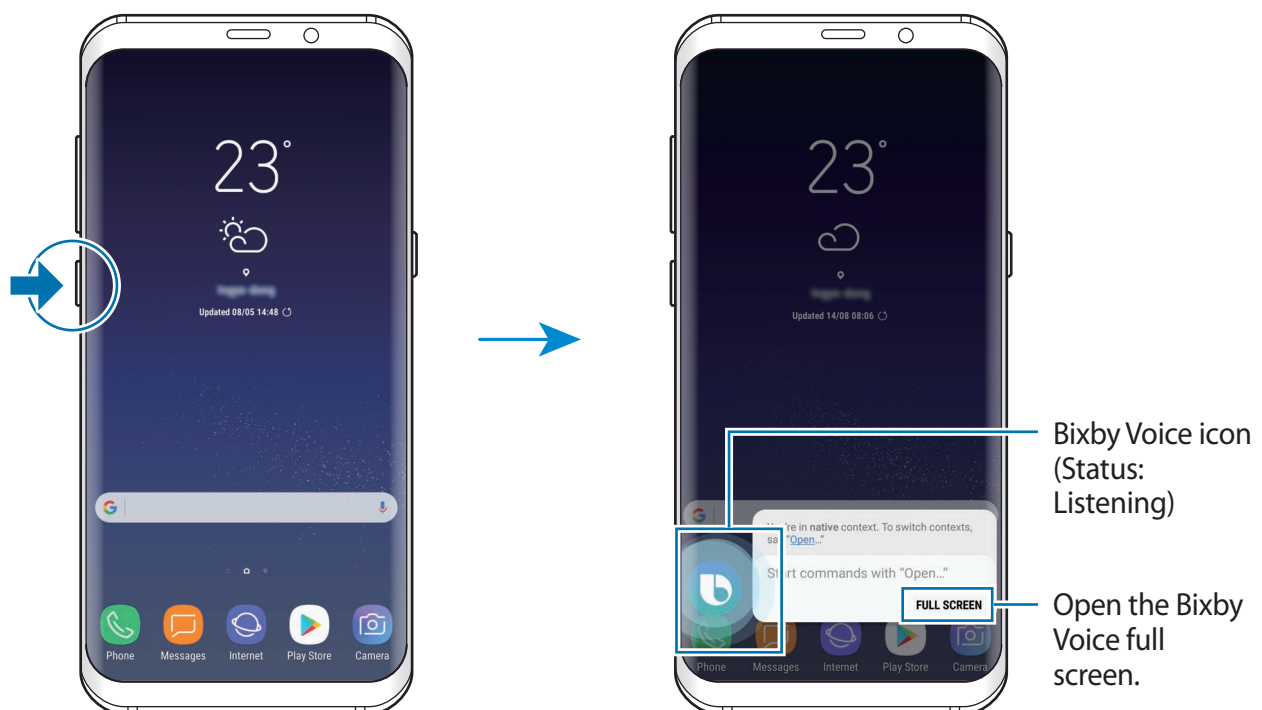 23°
Updated 08/05 14:48
G
Phone Messages Internet Play Store Camera
23°
Updated 14/08 08:06
G
You're in native context. To switch contexts,
say "Open..."
Start commands with "Open..."
FULL SCREEN
Phone Messages Internet Play Store Camera
Bixby Voice icon
(Status:
Listening)
Open the Bixby
Voice full
screen.